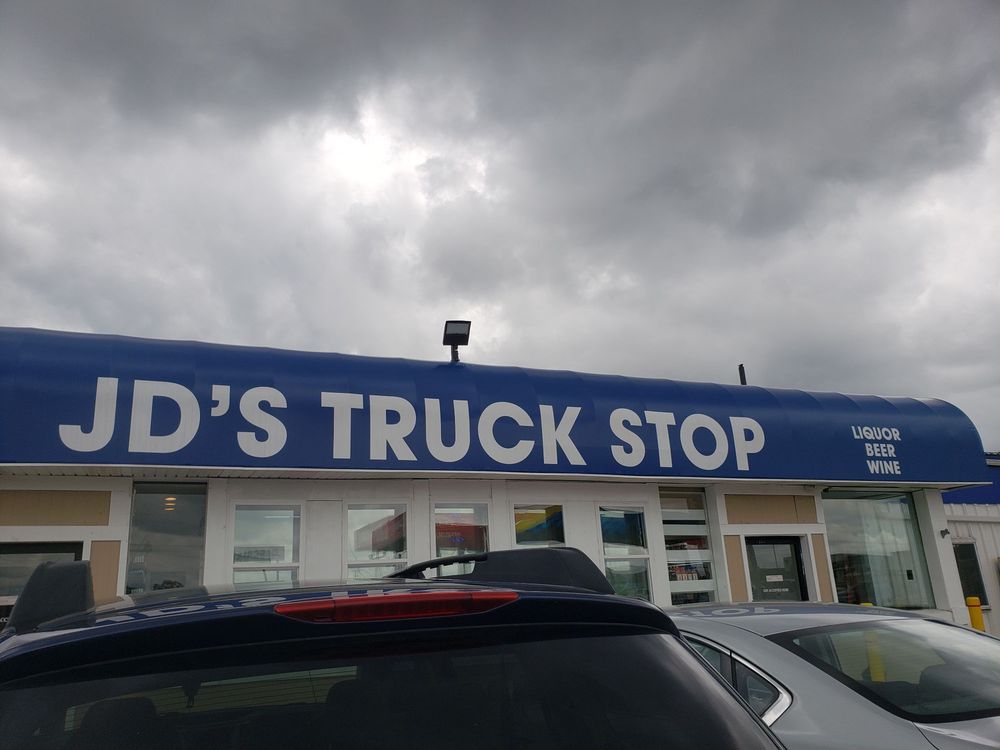 JD'S TRUCK STOP
LIQUOR
BEER
WINE